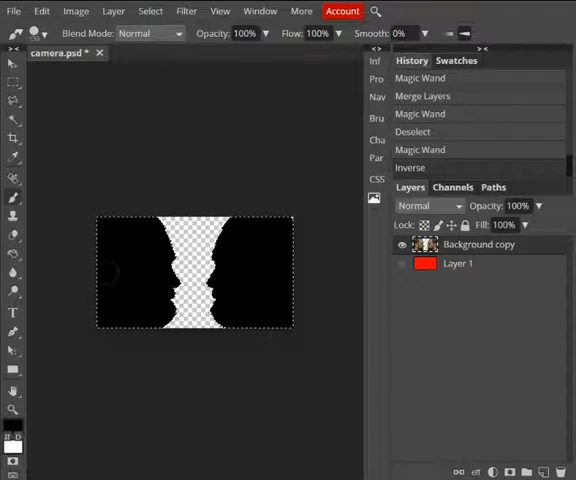 File Edit Image Layer Select Filter View Window More Account
Blend Mode: Normal Opacity: 100% Flow: 100% Smooth: 0%
camera.psd *
Inf
Pro
Nav
Bru
Cha
Par
CSS
History Swatches
Magic Wand
Merge Layers
Magic Wand
Deselect
Magic Wand
Inverse
Layers Channels Paths
Normal Opacity: 100%
Lock: Fill: 100%
Background copy
Layer 1
T
D
eff